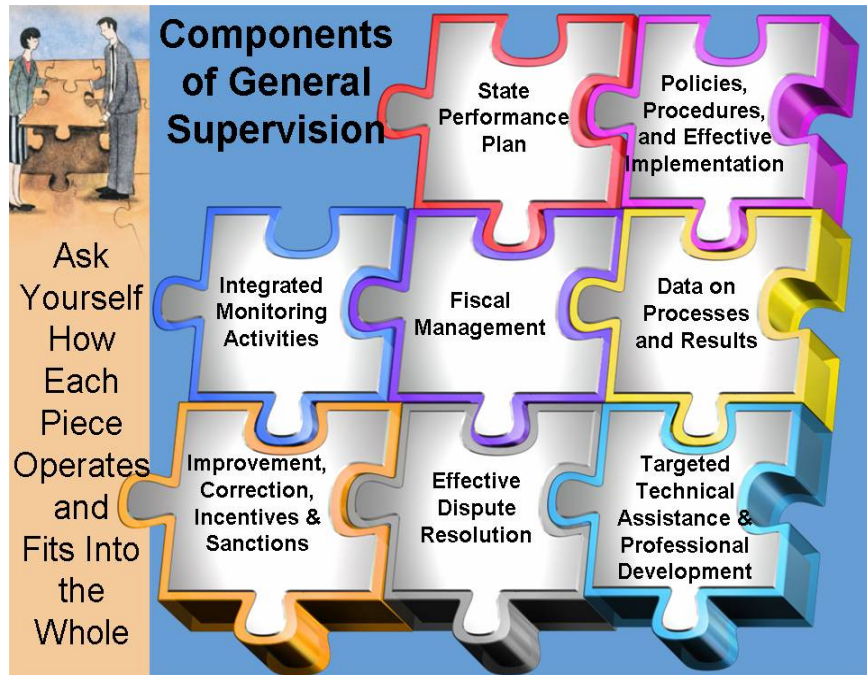 Components
of General
Supervision
State
Performance
Plan
Policies,
Procedures,
and Effective
Implementation
Integrated
Monitoring
Activities
Fiscal
Management
Data on
Processes
and Results
Improvement,
Correction,
Incentives &
Sanctions
Effective
Dispute
Resolution
Targeted
Technical
Assistance &
Professional
Development
Ask
Yourself
How
Each
Piece
Operates
and
Fits Into
the
Whole